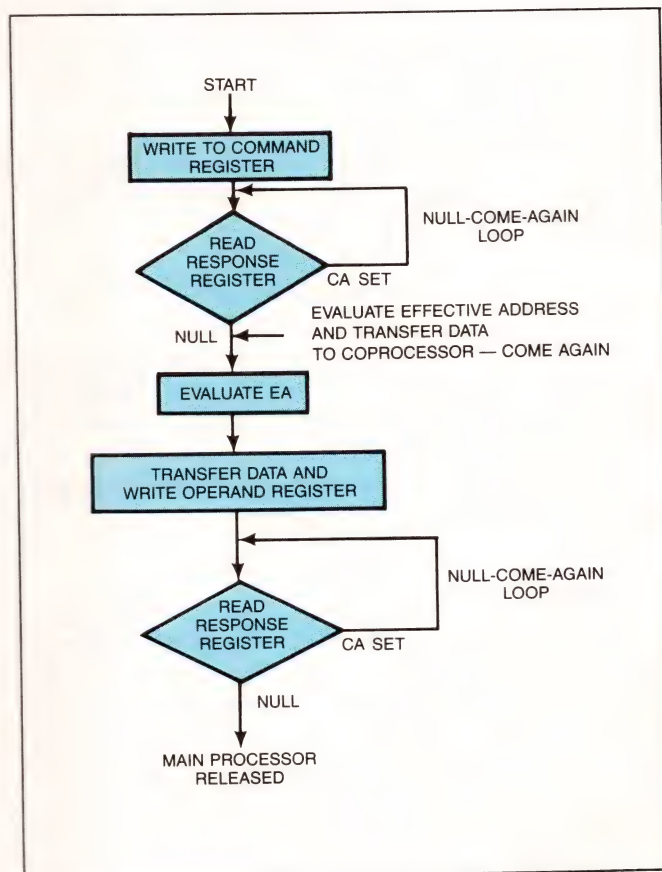 START
WRITE TO COMMAND
REGISTER
READ
RESPONSE
REGISTER
CA SET
NULL-COME-AGAIN
LOOP
NULL
EVALUATE EFFECTIVE ADDRESS
AND TRANSFER DATA
TO COPROCESSOR — COME AGAIN
EVALUATE EA
TRANSFER DATA AND
WRITE OPERAND REGISTER
NULL-COME-AGAIN
LOOP
READ
RESPONSE
REGISTER
CA SET
NULL
MAIN PROCESSOR
RELEASED